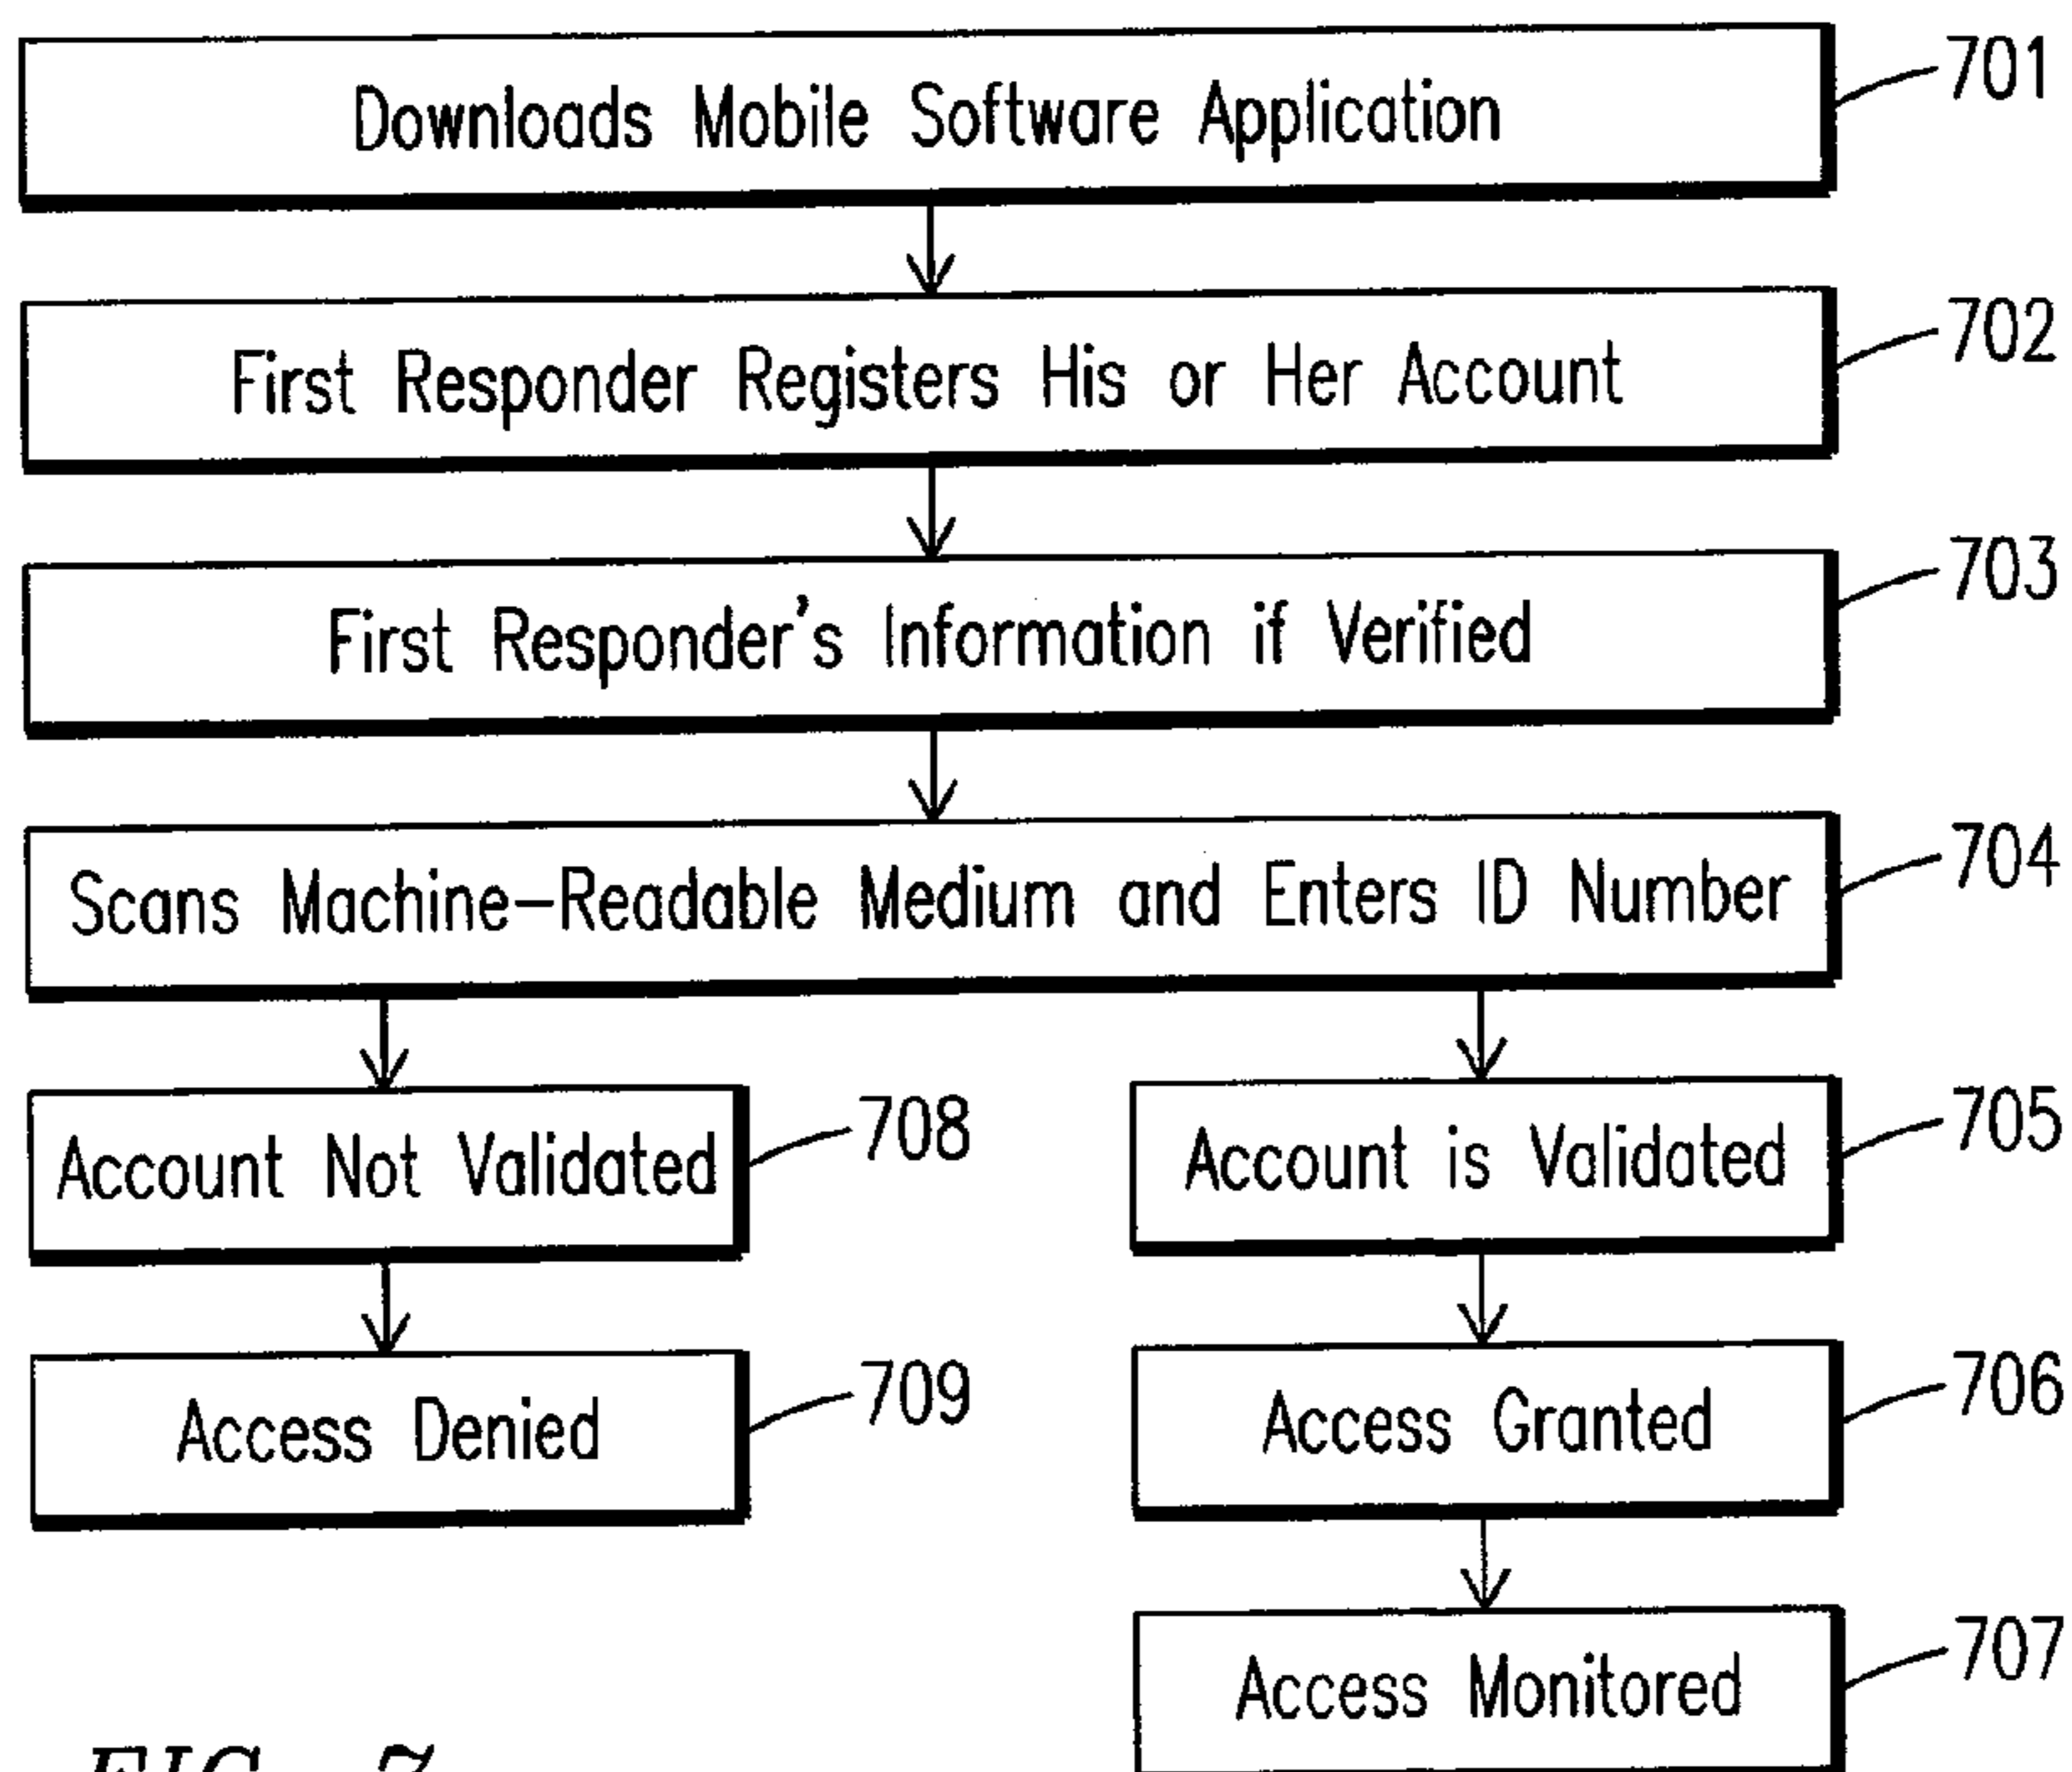 Downloads Mobile Software Application
701
First Responder Registers His or Her Account
702
First Responder's Information if Verified
703
Scans Machine-Readable Medium and Enters ID Number
704
Account Not Validated
708
Account is Validated
705
Access Denied
709
Access Granted
706
Access Monitored
707
FIG. 7